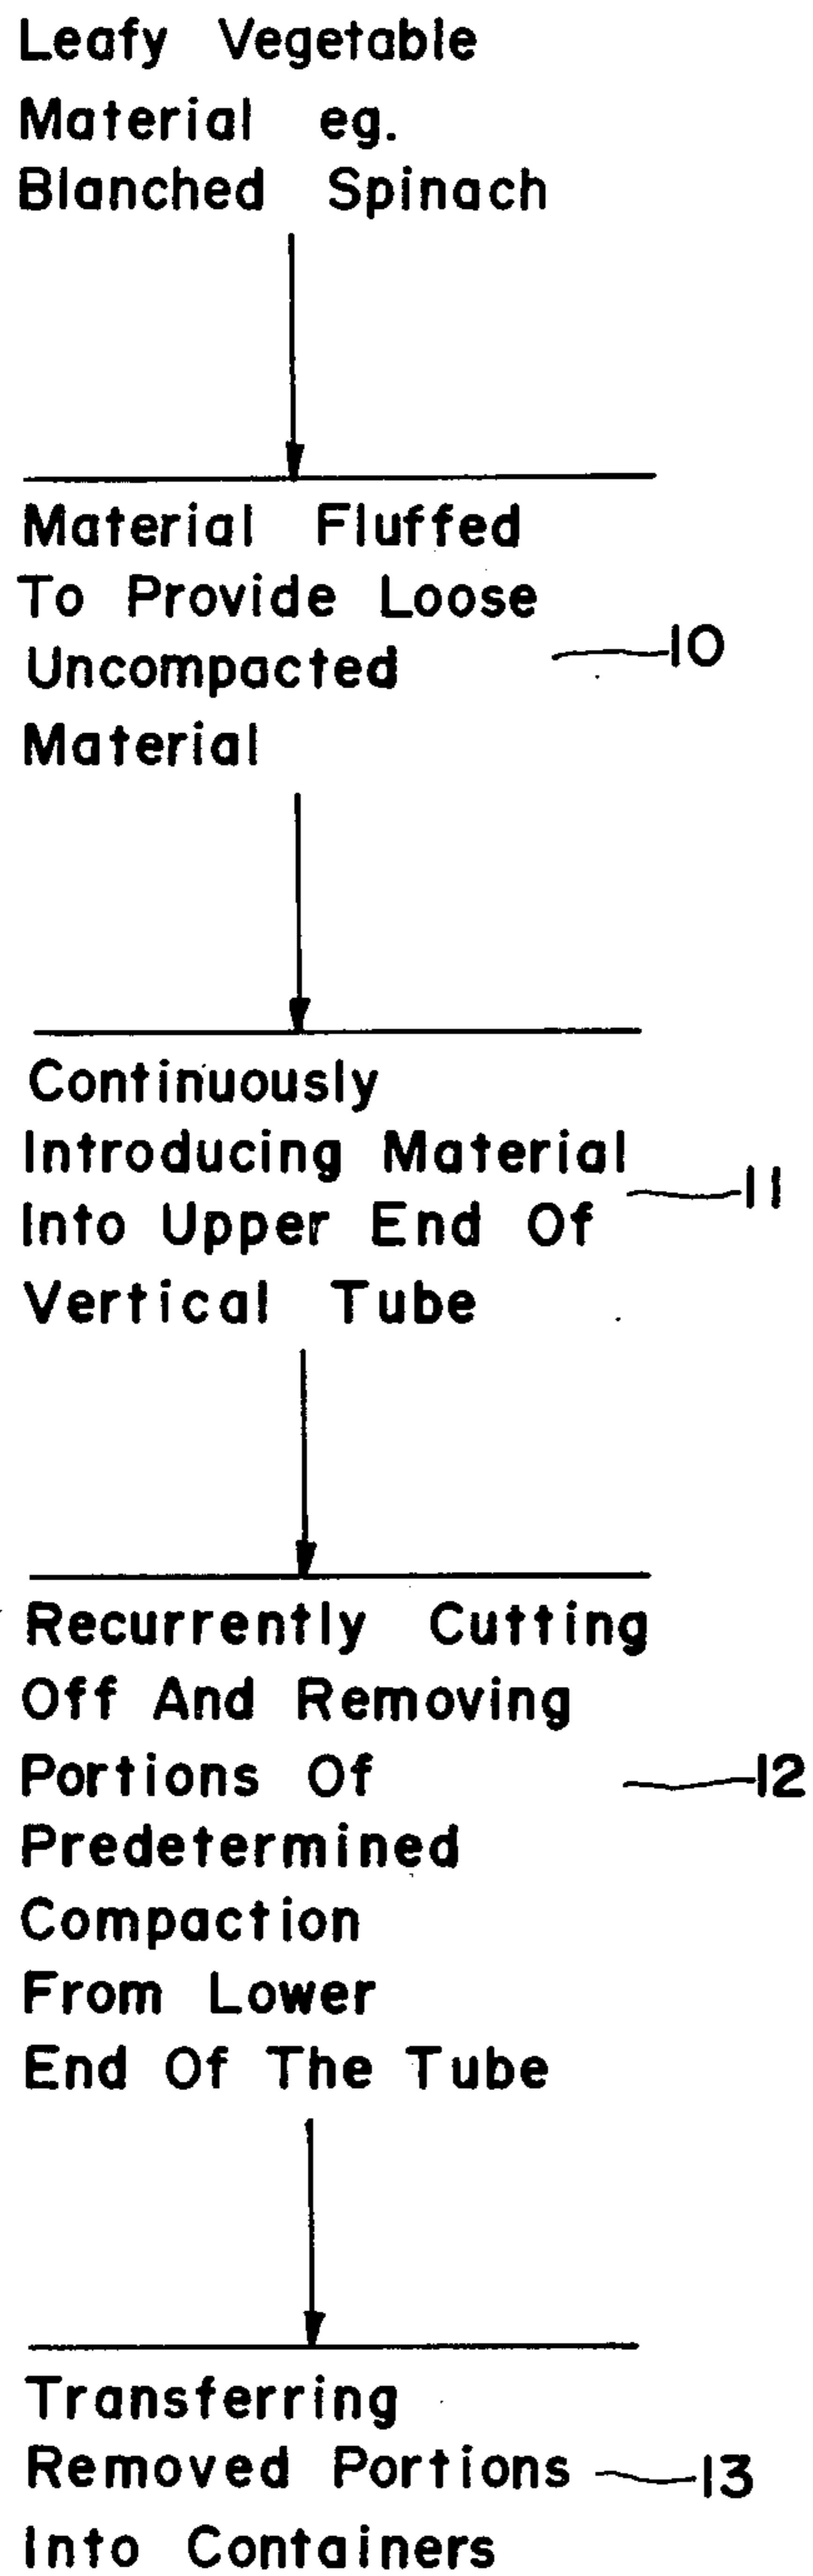 Leafy Vegetable
Material eg.
Blanched Spinach
Material Fluffed
To Provide Loose
Uncompacted
Material
10
Continuously
Introducing Material
Into Upper End Of
Vertical Tube
11
Recurrently Cutting
Off And Removing
Portions Of
Predetermined
Compaction
From Lower
End Of The Tube
12
Transferring
Removed Portions
Into Containers
13